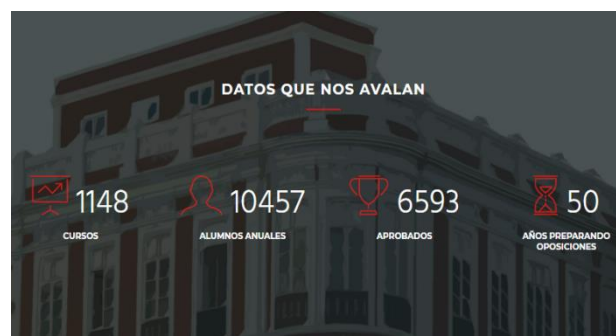 DATOS QUE NOS AVALAN
1148
CURSOS
10457
ALUMNOS ANUALES
6593
APROBADOS
50
AÑOS PREPARANDO
OPOSICIONES